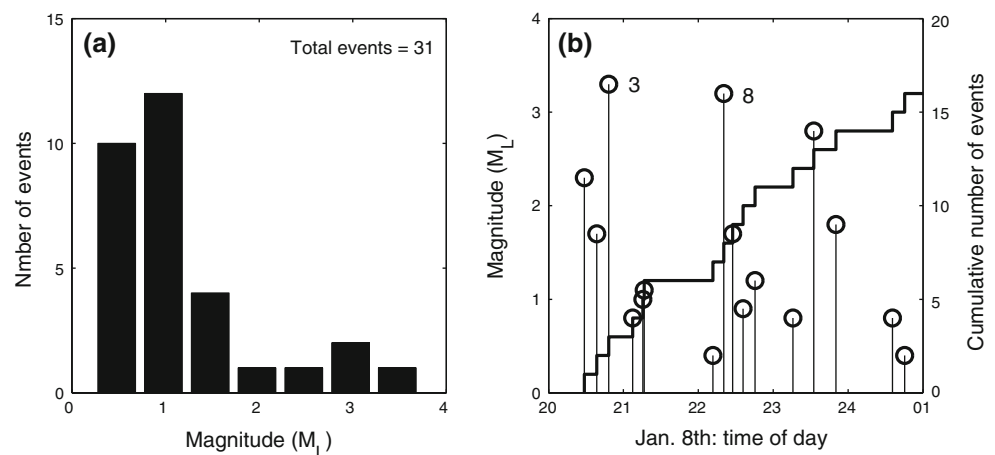 (a)
Total events = 31
Nmber of events
15
10
5
0
0 1 2 3 4
Magnitude (M_L)
(b)
3
8
Magnitude (M_L)
4
3
2
1
0
20 21 22 23 24 01
Jan. 8th: time of day
20
15
10
5
0
Cumulative number of events